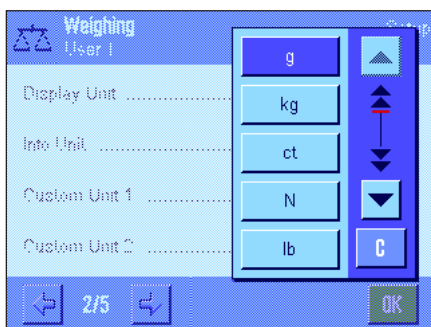 Weighing
User 1
Setup
Display Unit ................
Info Unit ................
Custom Unit 1 ................
Custom Unit 2 ................
g
kg
ct
N
lb
C
2/5
OK